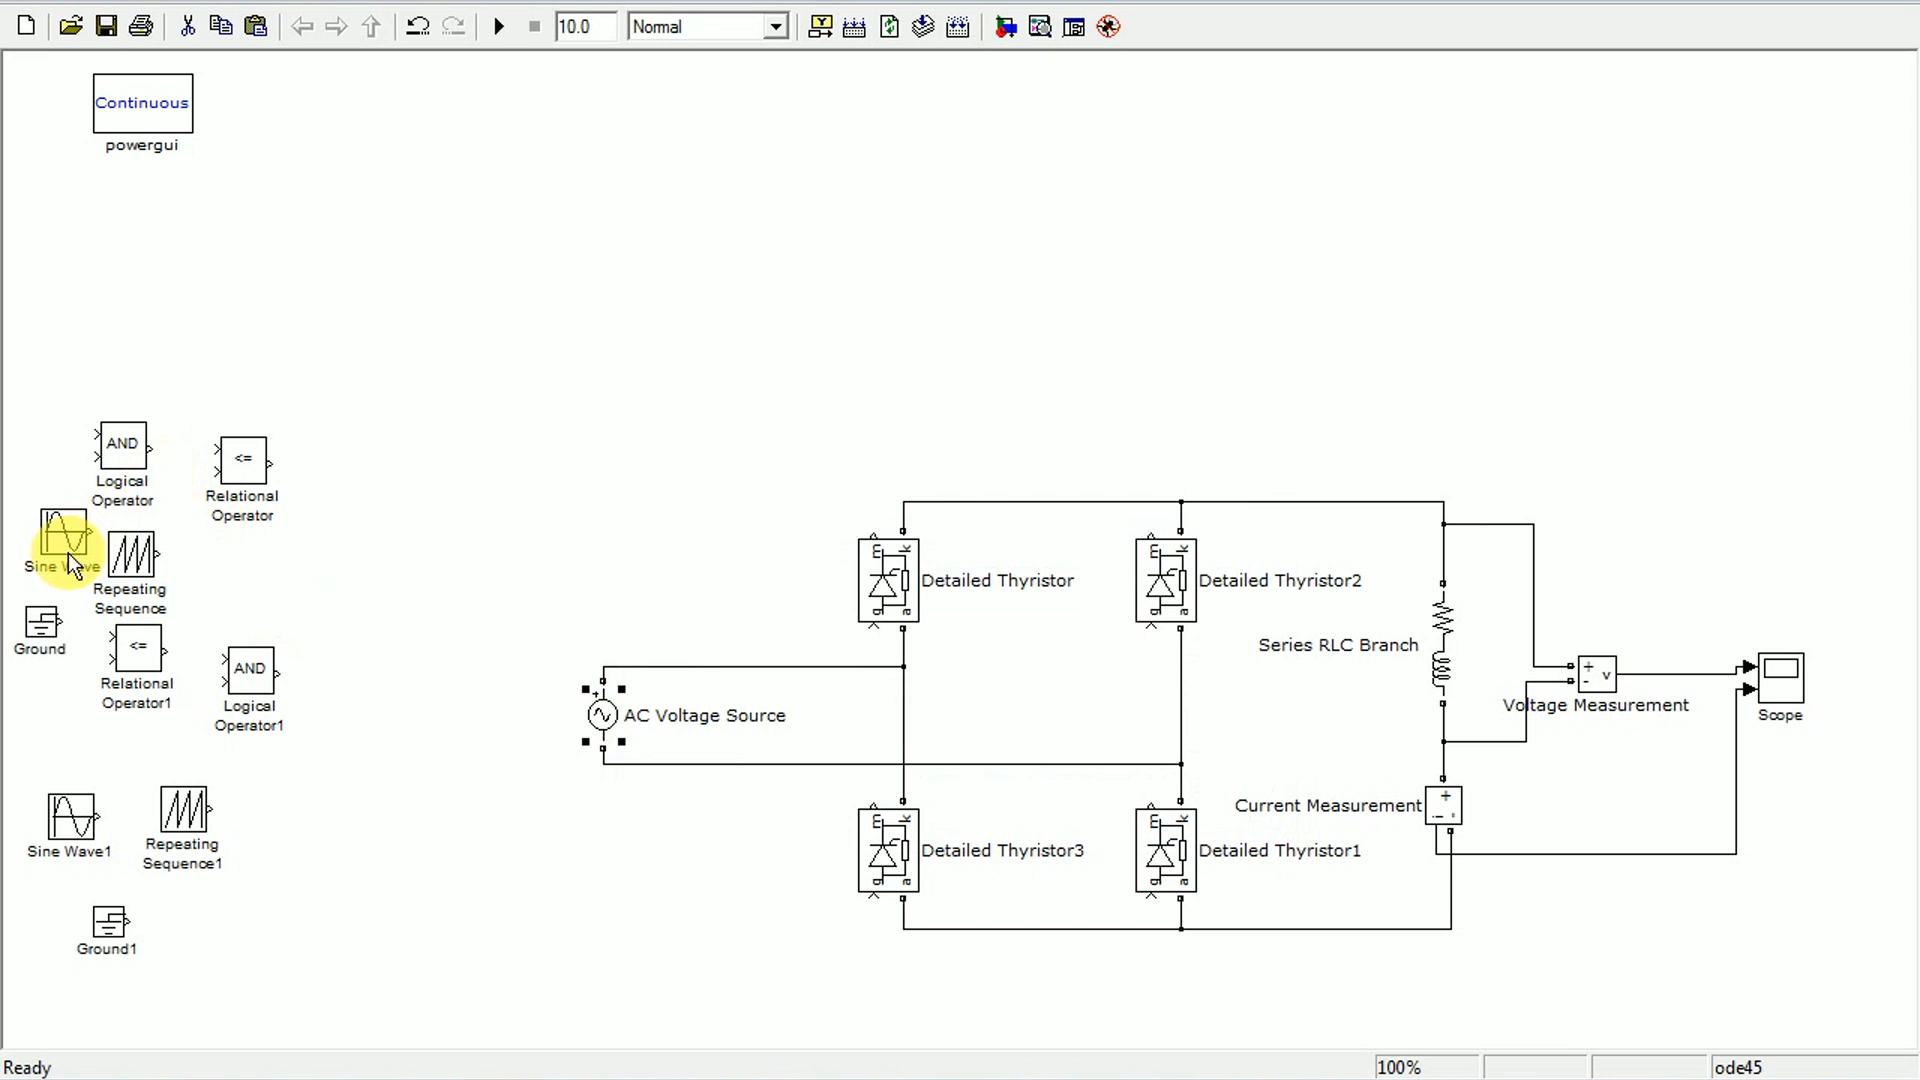 10.0
Normal
Continuous
powergui
AND
Logical
Operator
<=
Relational
Operator
Sine Wave
Repeating
Sequence
Ground
<=
Relational
Operator1
AND
Logical
Operator1
Sine Wave1
Repeating
Sequence1
Ground1
m k
g a
Detailed Thyristor
m k
g a
Detailed Thyristor2
Series RLC Branch
+
AC Voltage Source
+
-
v
Voltage Measurement
Scope
m k
g a
Detailed Thyristor3
m k
g a
Detailed Thyristor1
Current Measurement
+
i -
Ready
100%
ode45